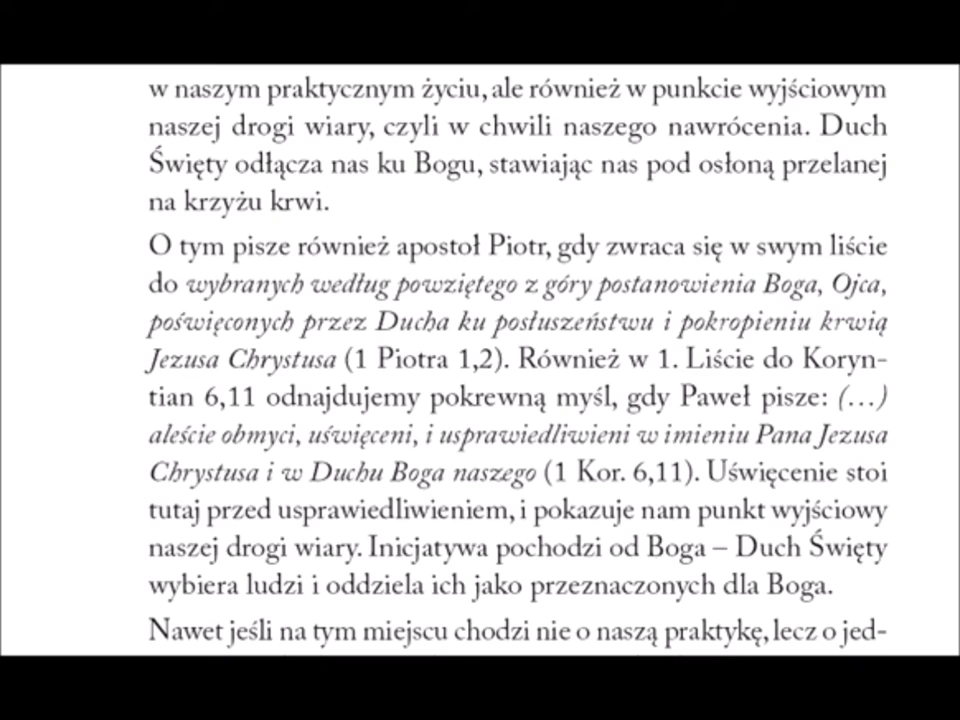 w naszym praktycznym życiu, ale również w punkcie wyjściowym
naszej drogi wiary, czyli w chwili naszego nawrócenia. Duch
Święty odłącza nas ku Bogu, stawiając nas pod osłoną przelanej
na krzyżu krwi.
O tym pisze również apostoł Piotr, gdy zwraca się w swym liście
do wybranych według powziętego z góry postanowienia Boga, Ojca,
poświęconych przez Ducha ku posłuszeństwu i pokropieniu krwią
Jezusa Chrystusa (1 Piotra 1,2). Również w 1. Liście do Koryn-
tian 6,11 odnajdujemy pokrewną myśl, gdy Paweł pisze: (…)
aleście obmyci, uświęceni, i usprawiedliwieni w imieniu Pana Jezusa
Chrystusa i w Duchu Boga naszego (1 Kor. 6,11). Uświęcenie stoi
tutaj przed usprawiedliwieniem, i pokazuje nam punkt wyjściowy
naszej drogi wiary. Inicjatywa pochodzi od Boga – Duch Święty
wybiera ludzi i oddziela ich jako przeznaczonych dla Boga.
Nawet jeśli na tym miejscu chodzi nie o naszą praktykę, lecz o jed-